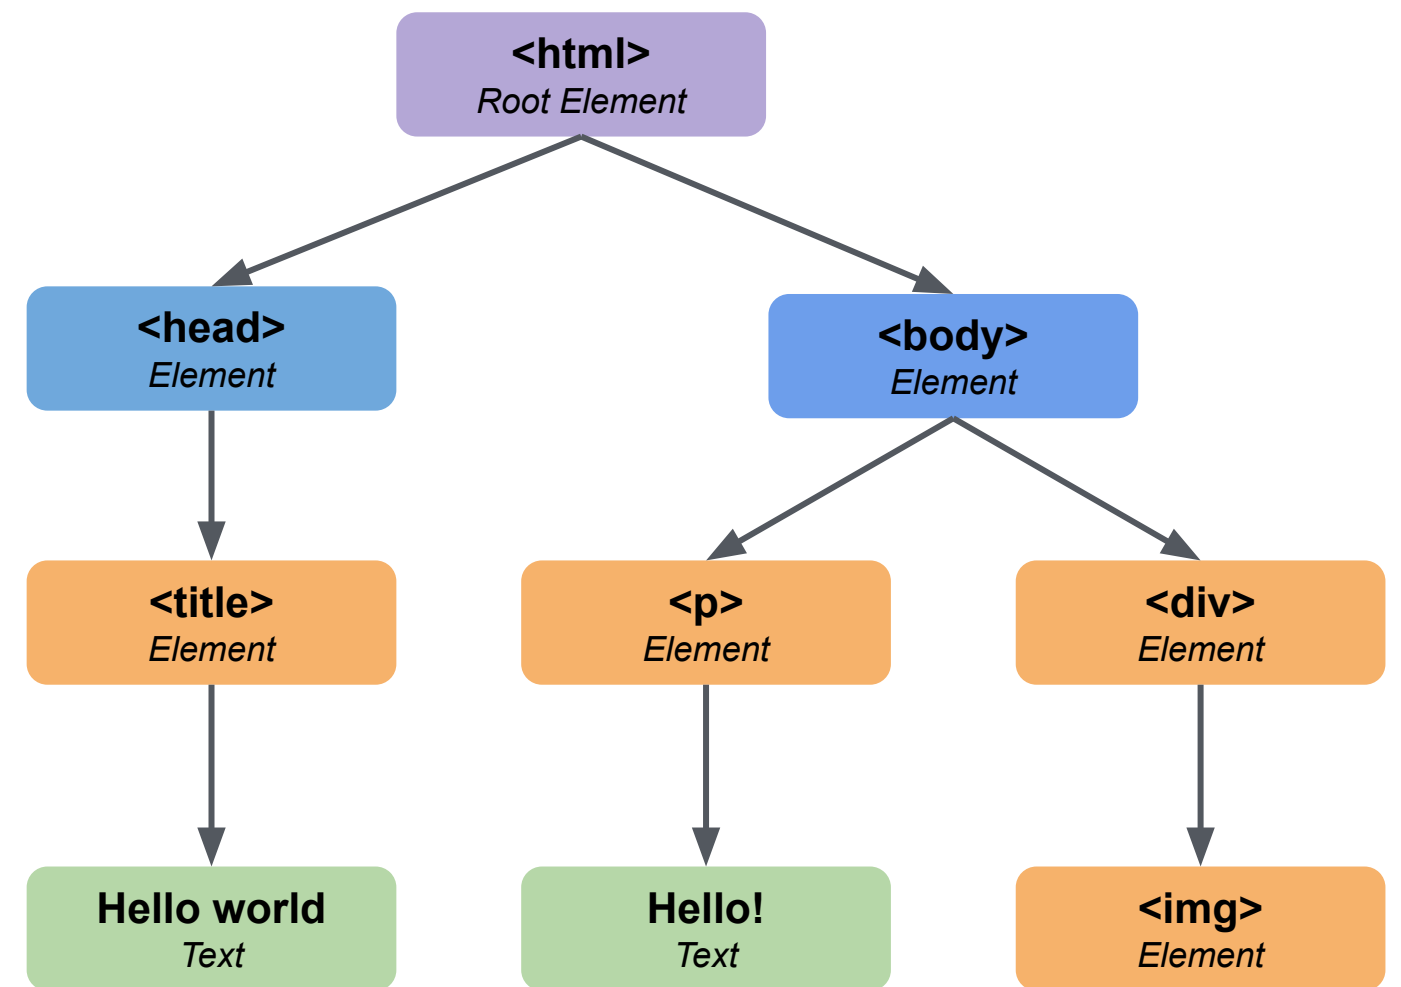 <html>
Root Element
<head>
Element
<body>
Element
<title>
Element
<p>
Element
<div>
Element
Hello world
Text
Hello!
Text
<img>
Element